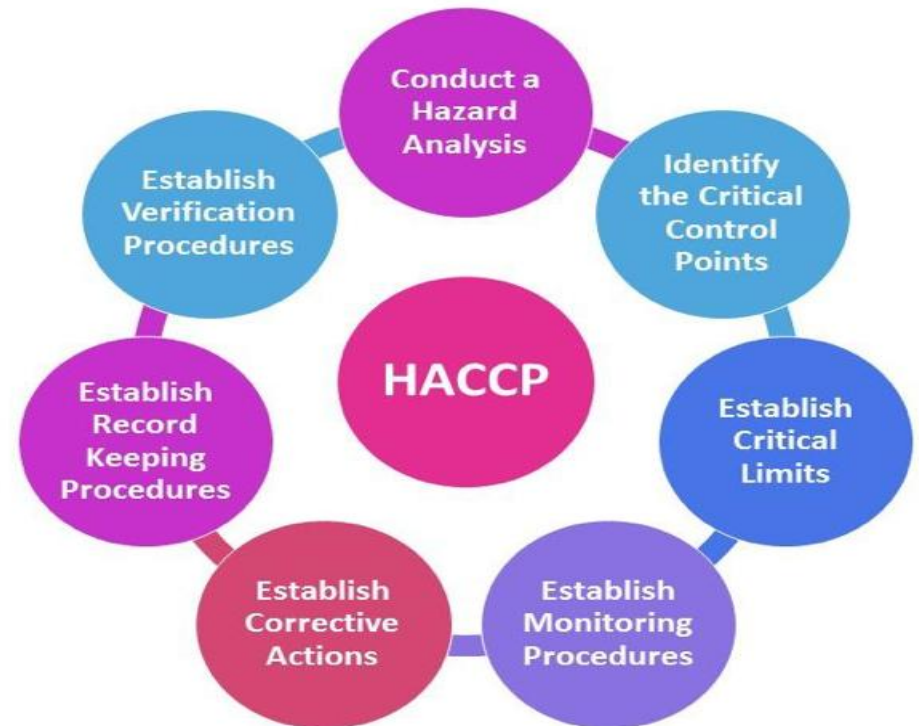 Conduct a
Hazard
Analysis
Identify
the Critical
Control
Points
Establish
Critical
Limits
Establish
Monitoring
Procedures
Establish
Corrective
Actions
Establish
Record
Keeping
Procedures
Establish
Verification
Procedures
HACCP